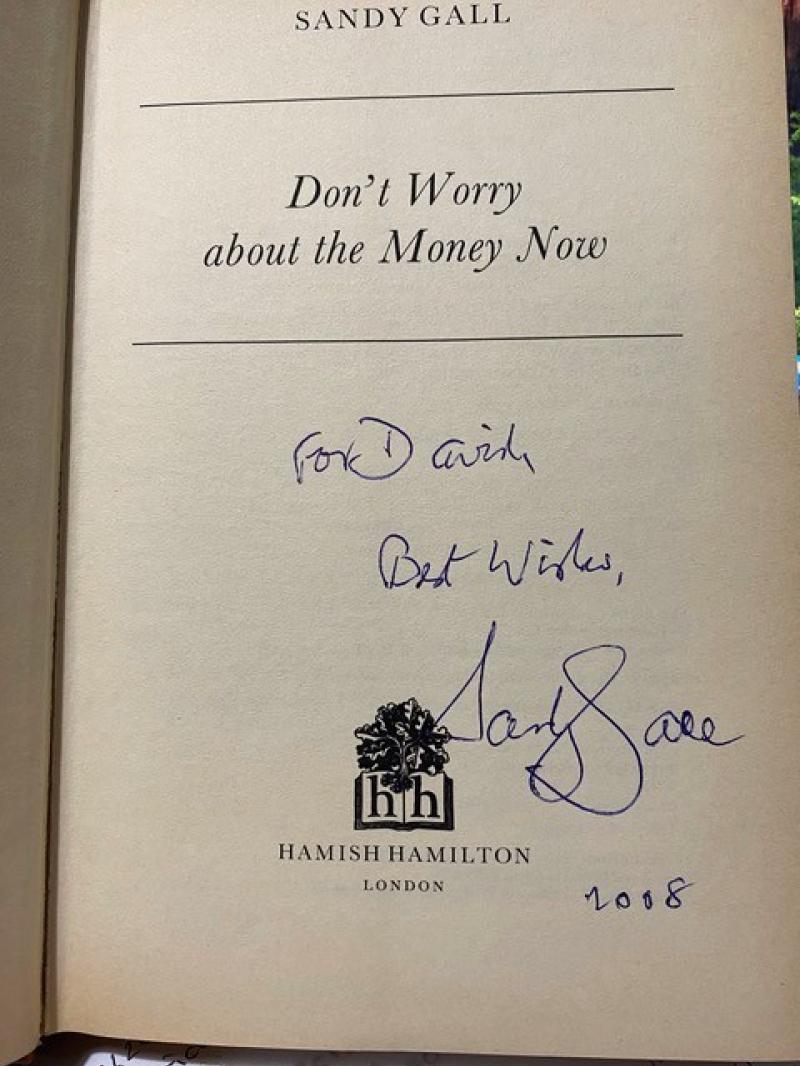 SANDY GALL
Don't Worry
about the Money Now
For David,
Best Wishes,
Sandy Gall
hh
HAMISH HAMILTON
LONDON
2008